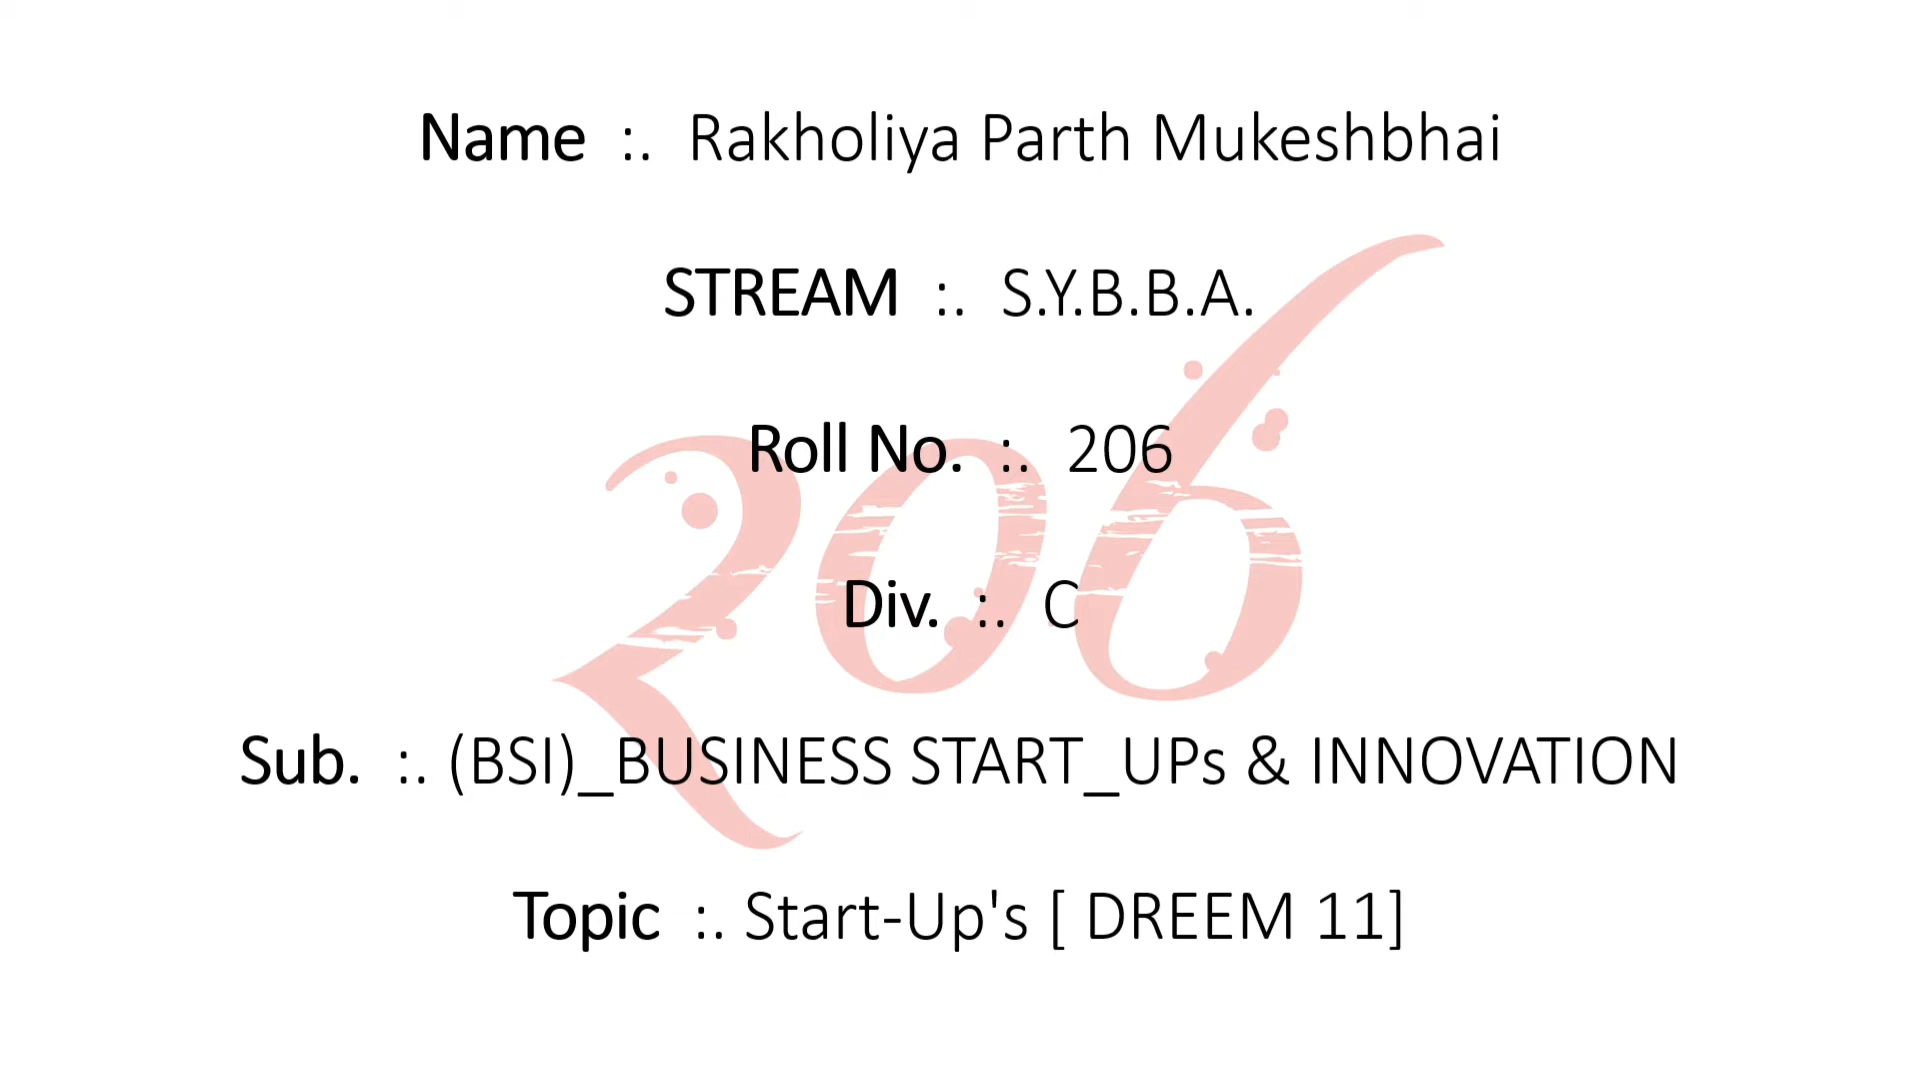 Name :. Rakholiya Parth Mukeshbhai
STREAM :. S.Y.B.B.A.
Roll No. :. 206
206
Div. :. C
Sub. :. (BSI)_BUSINESS START_UPs & INNOVATION
Topic :. Start-Up's [ DREEM 11]